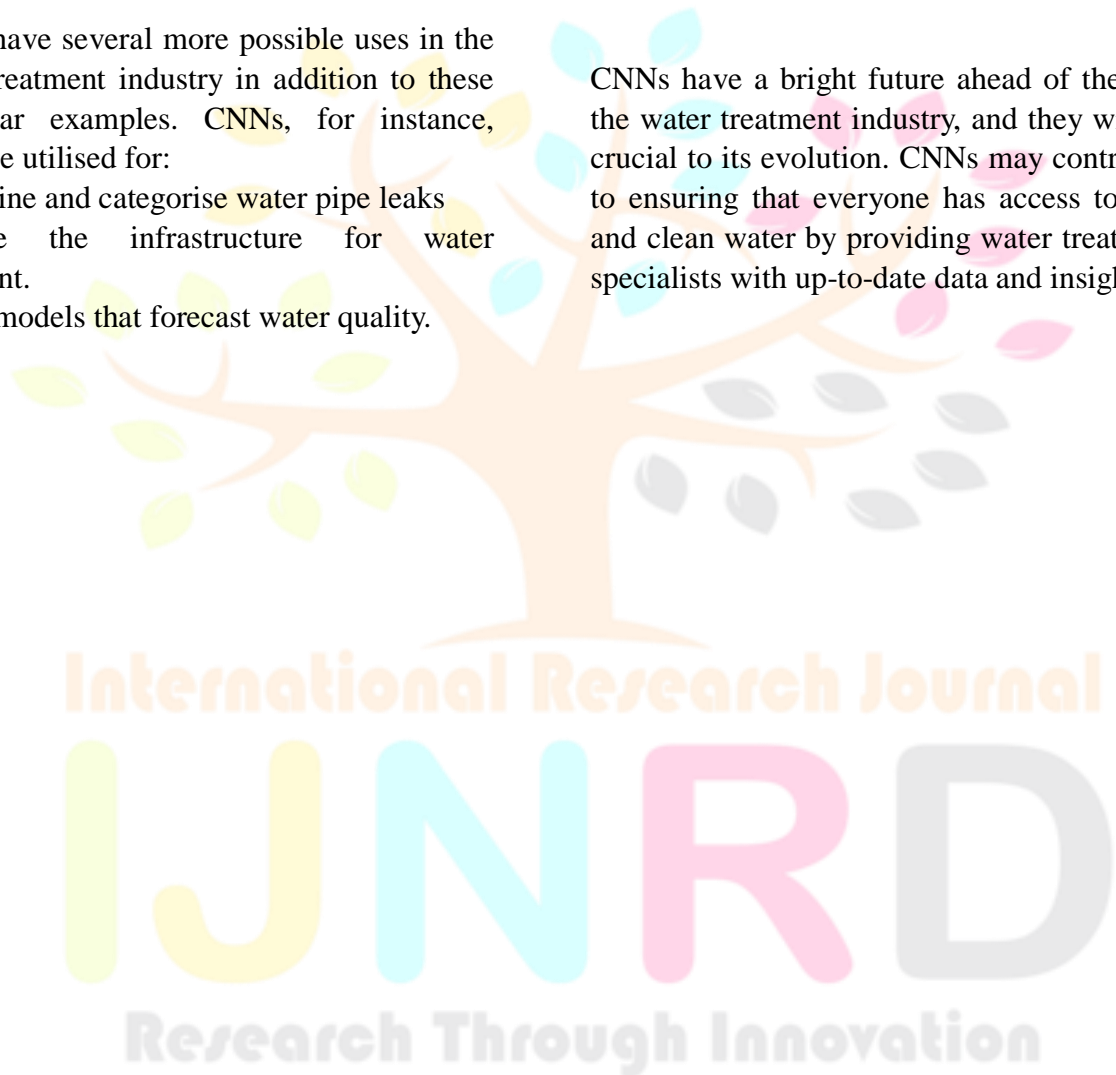 have several more possible uses in the
reatment industry in addition to these
ar examples. CNNs, for instance,
e utilised for:
ine and categorise water pipe leaks
e the infrastructure for water
nt.
models that forecast water quality.
CNNs have a bright future ahead of the
the water treatment industry, and they w
crucial to its evolution. CNNs may contr
to ensuring that everyone has access to
and clean water by providing water treat
specialists with up-to-date data and insigh
International Research Journal
IJNRD
Research Through Innovation